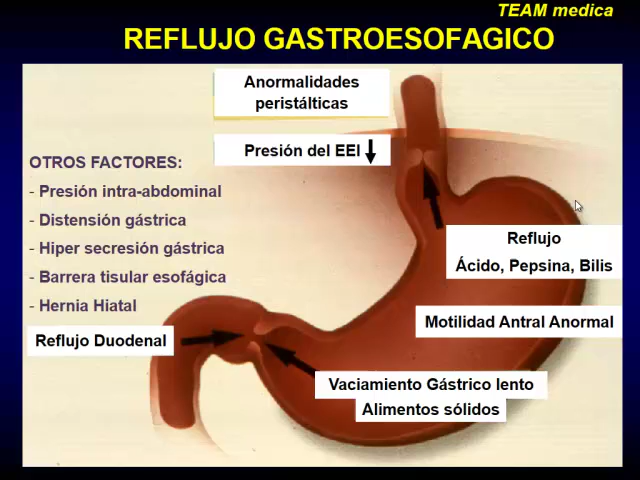 TEAM medica
REFLUJO GASTROESOFAGICO
Anormalidades
peristálticas
Presión del EEI
OTROS FACTORES:
- Presión intra-abdominal
- Distensión gástrica
- Hiper secresión gástrica
- Barrera tisular esofágica
- Hernia Hiatal
Reflujo
Ácido, Pepsina, Bilis
Motilidad Antral Anormal
Reflujo Duodenal
Vaciamiento Gástrico lento
Alimentos sólidos